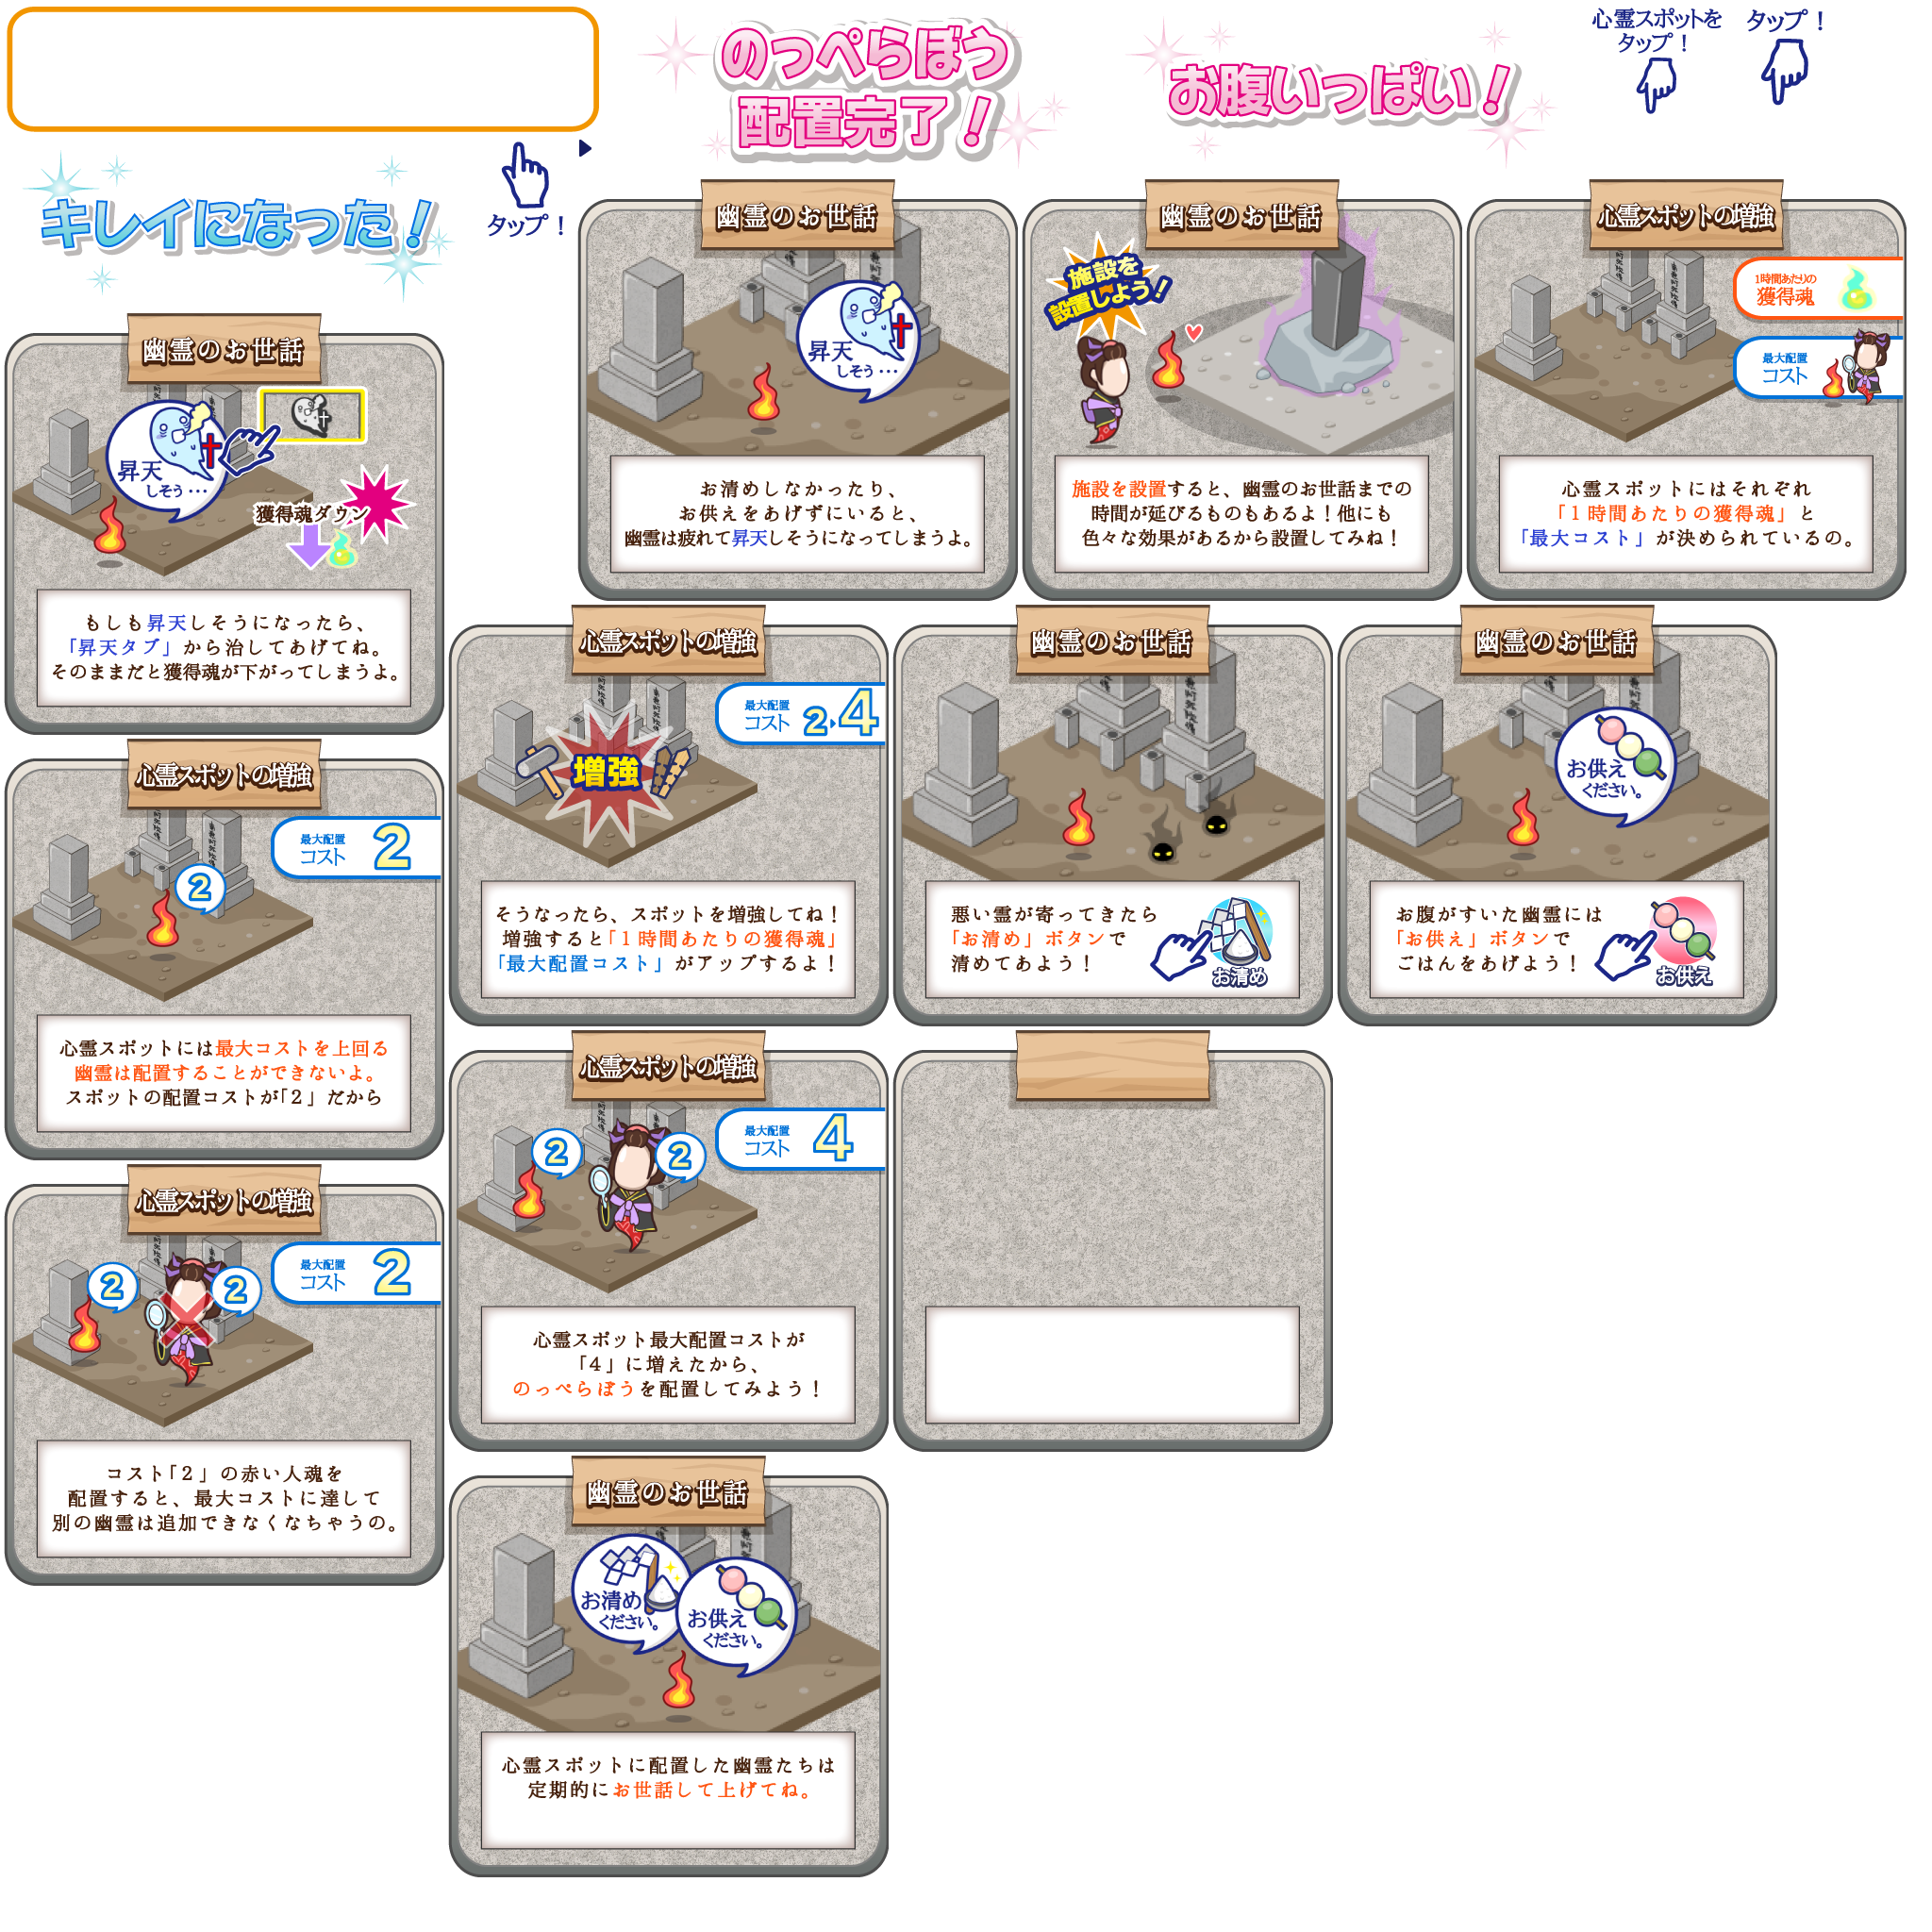 のっぺらぼう
配置完了！
お腹いっぱい！
心霊スポットを
タップ！
タップ！
キレイになった！
タップ！
幽霊のお世話
昇天
しそう…
お清めしなかったり、
お供えをあげずにいると、
幽霊は疲れて昇天しそうになってしまうよ。
幽霊のお世話
施設を
設置しよう！
施設を設置すると、幽霊のお世話までの
時間が延びるものもあるよ！他にも
色々な効果があるから設置してみね！
心霊スポットの増強
1時間あたりの
獲得魂
最大配置
コスト
心霊スポットにはそれぞれ
「１時間あたりの獲得魂」と
「最大コスト」が決められているの。
幽霊のお世話
昇天
しそう…
獲得魂ダウン
もしも昇天しそうになったら、
「昇天タブ」から治してあげてね。
そのままだと獲得魂が下がってしまうよ。
心霊スポットの増強
最大配置
コスト 2▸4
増強
そうなったら、スポットを増強してね！
増強すると「１時間あたりの獲得魂」
「最大配置コスト」がアップするよ！
幽霊のお世話
悪い霊が寄ってきたら
「お清め」ボタンで
清めてあよう！
お清め
幽霊のお世話
お供え
ください。
お腹がすいた幽霊には
「お供え」ボタンで
ごはんをあげよう！
お供え
心霊スポットの増強
最大配置
コスト 2
2
心霊スポットには最大コストを上回る
幽霊は配置することができないよ。
スポットの配置コストが「２」だから
心霊スポットの増強
最大配置
コスト 4
2
2
心霊スポット最大配置コストが
「４」に増えたから、
のっぺらぼうを配置してみよう！
心霊スポットの増強
最大配置
コスト 2
2
2
コスト「２」の赤い人魂を
配置すると、最大コストに達して
別の幽霊は追加できなくなちゃうの。
幽霊のお世話
お清め
ください。
お供え
ください。
心霊スポットに配置した幽霊たちは
定期的にお世話して上げてね。